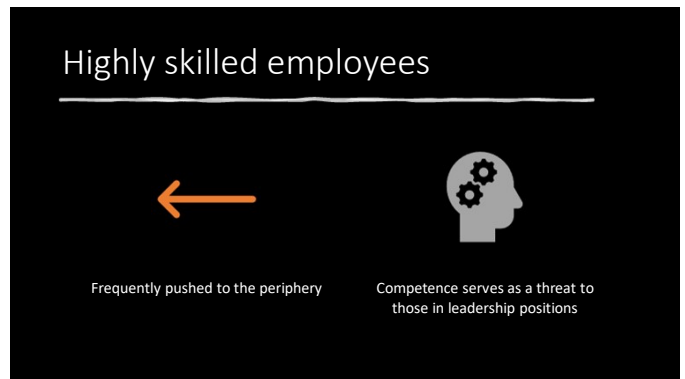 Highly skilled employees
Frequently pushed to the periphery
Competence serves as a threat to
those in leadership positions